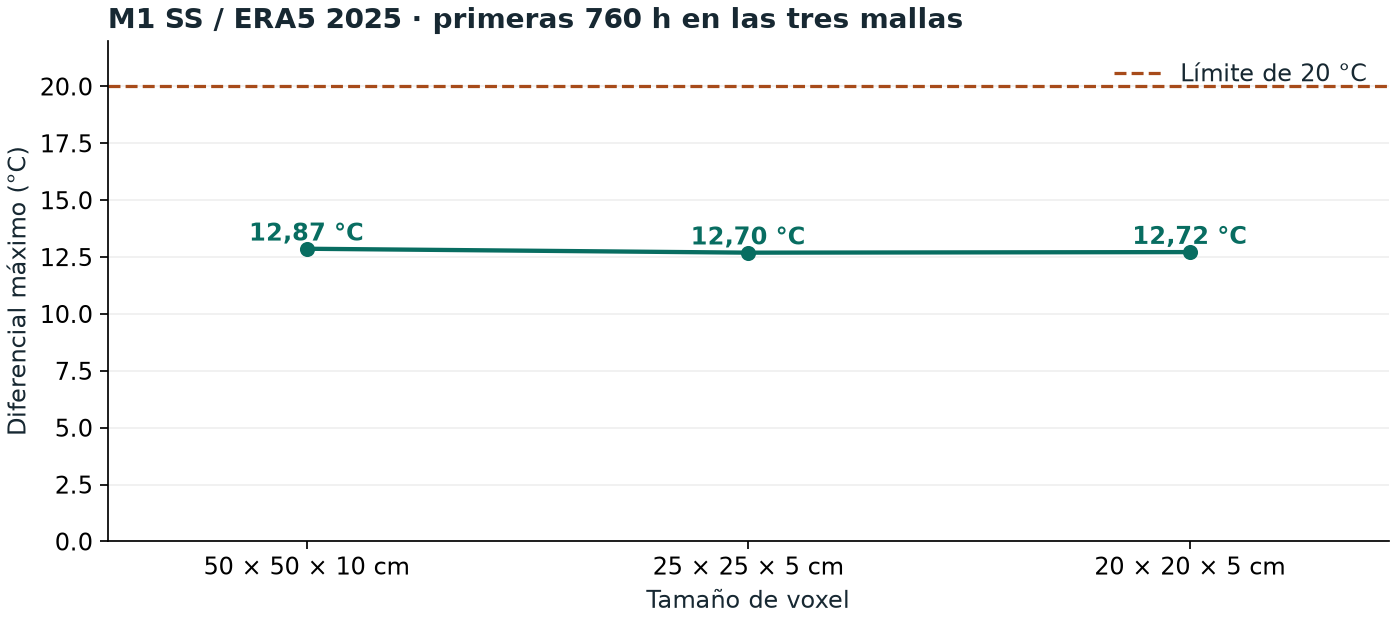 M1 SS / ERA5 2025 · primeras 760 h en las tres mallas
Límite de 20 °C
Diferencial máximo (°C)
20.0
17.5
15.0
12.5
10.0
7.5
5.0
2.5
0.0
12,87 °C
12,70 °C
12,72 °C
50 × 50 × 10 cm
25 × 25 × 5 cm
20 × 20 × 5 cm
Tamaño de voxel